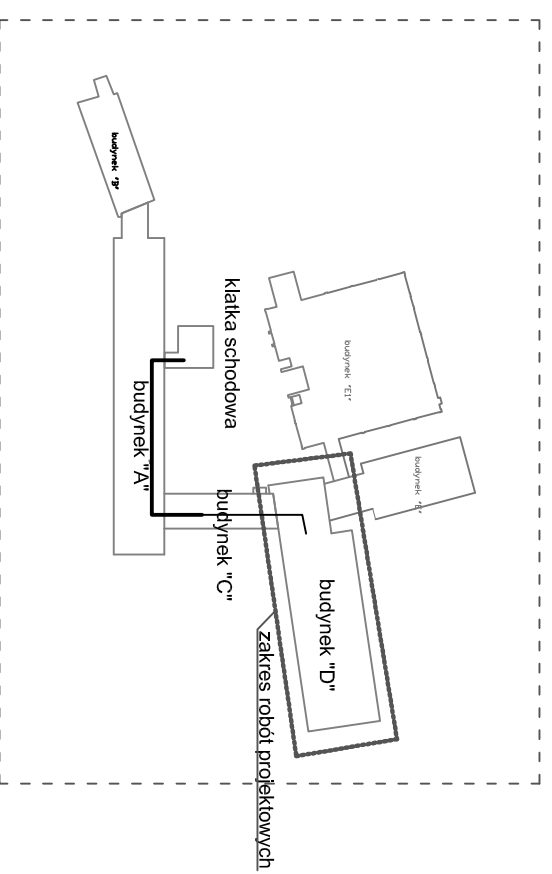 budynek "B"
klatka schodowa
budynek "E1"
budynek "A"
budynek "E"
budynek "C"
budynek "D"
zakres robót projektowych